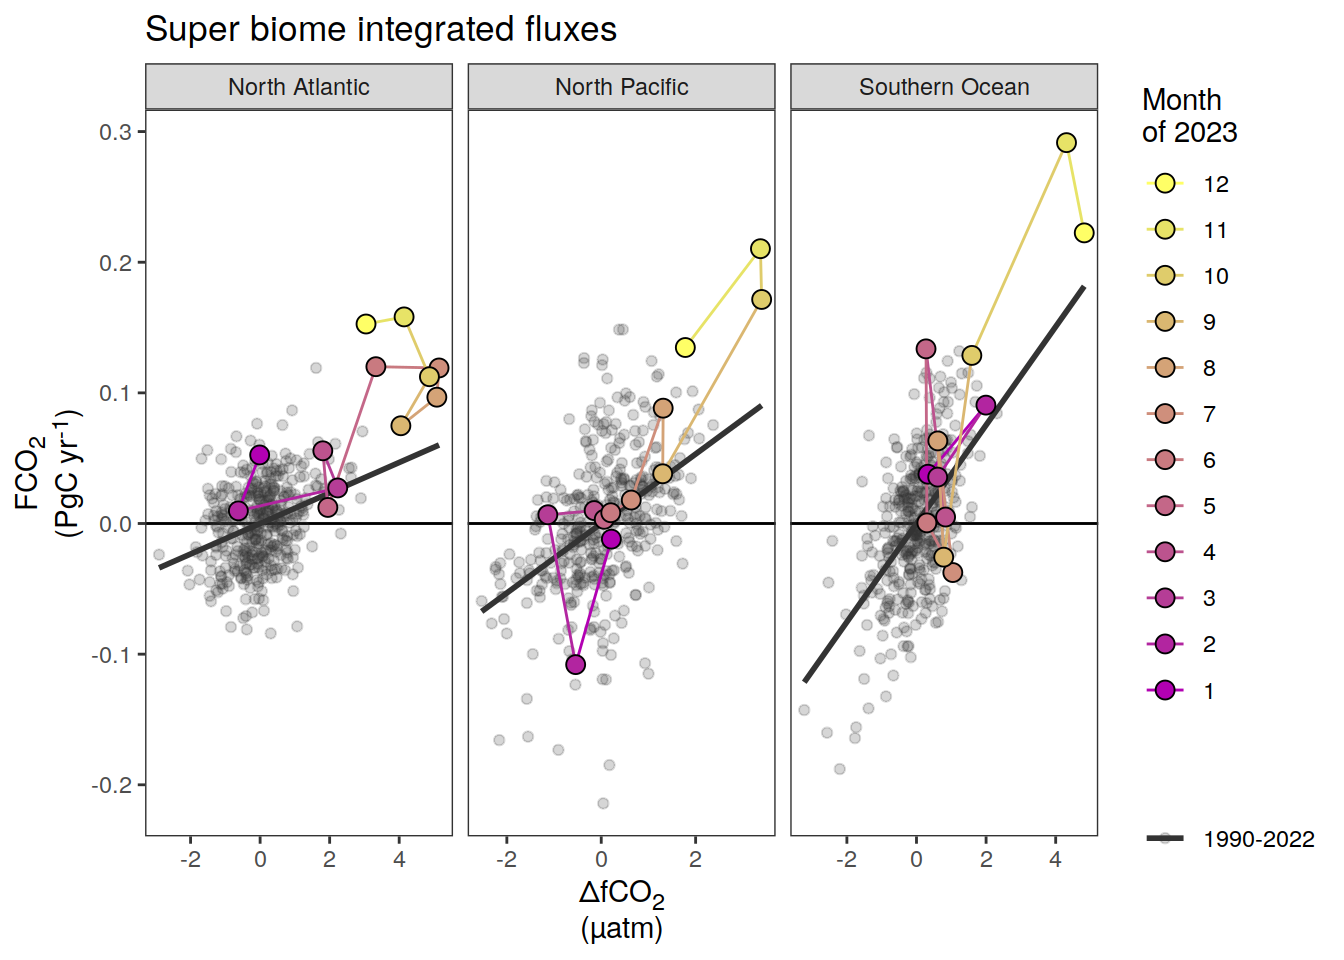 Super biome integrated fluxes
North Atlantic
North Pacific
Southern Ocean
FCO₂
(PgC yr⁻¹)
0.3
0.2
0.1
0.0
-0.1
-0.2
-2 0 2 4
-2 0 2
-2 0 2 4
ΔfCO₂
(µatm)
Month
of 2023
12
11
10
9
8
7
6
5
4
3
2
1
1990-2022